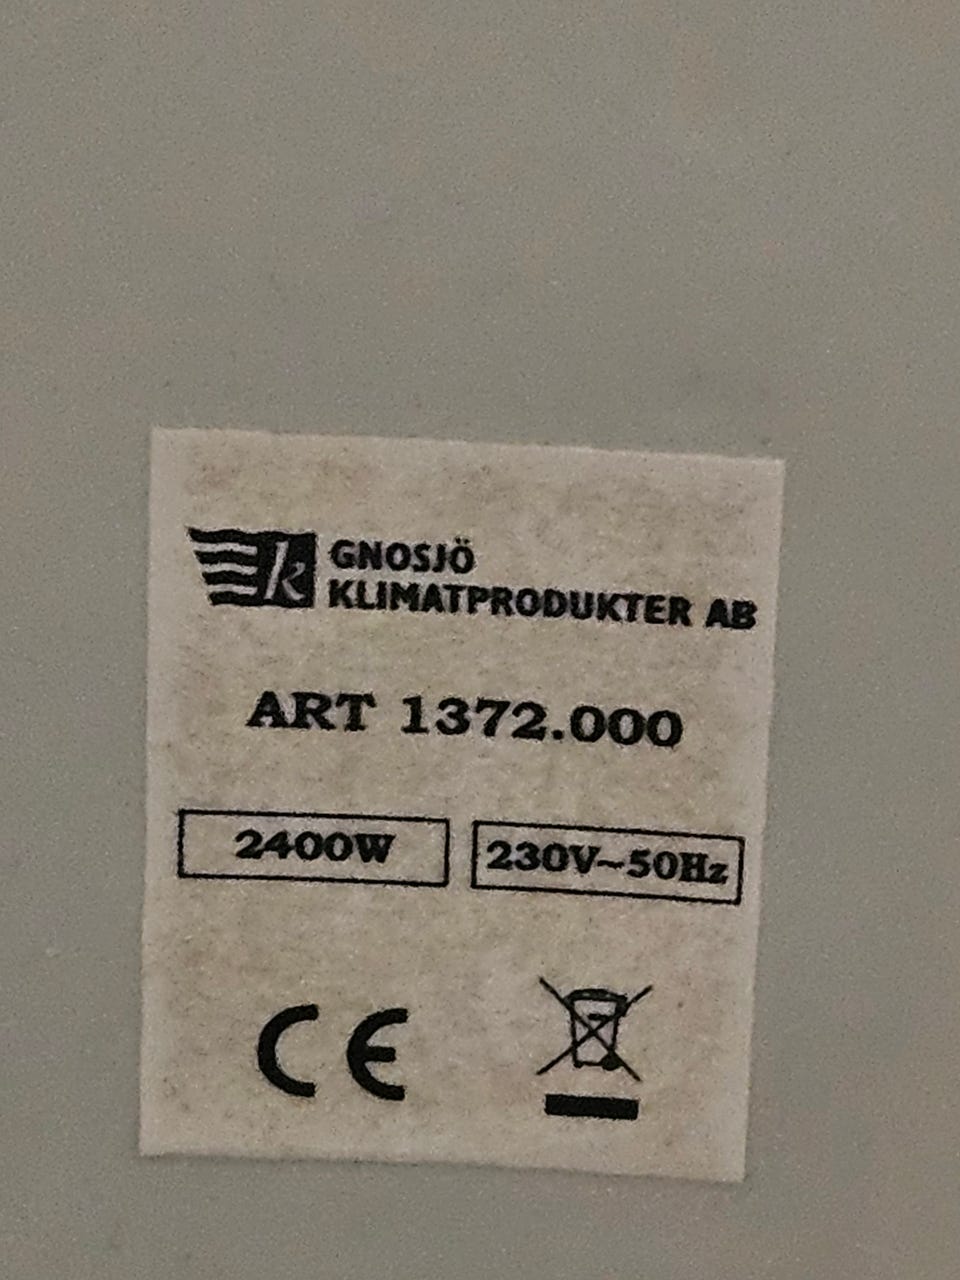 k GNOSJÖ
KLIMATPRODUKTER AB
ART 1372.000
2400W 230V~50Hz
CE